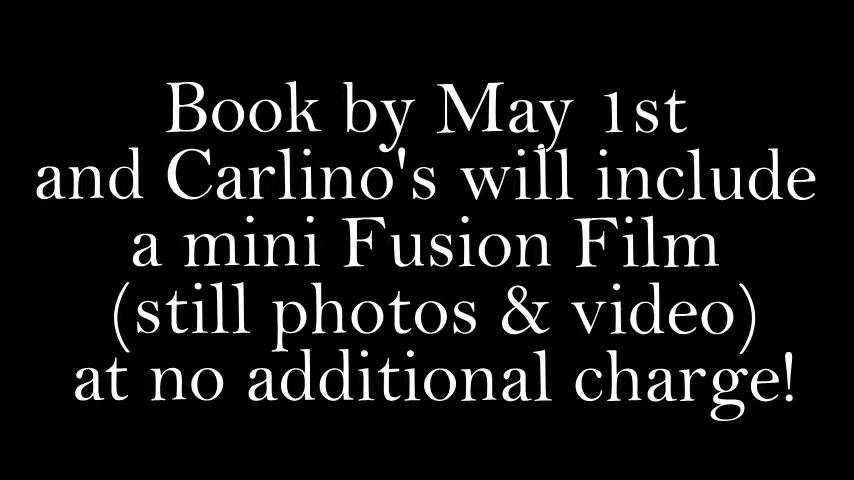 Book by May 1st
and Carlino's will include
a mini Fusion Film
(still photos & video)
at no additional charge!